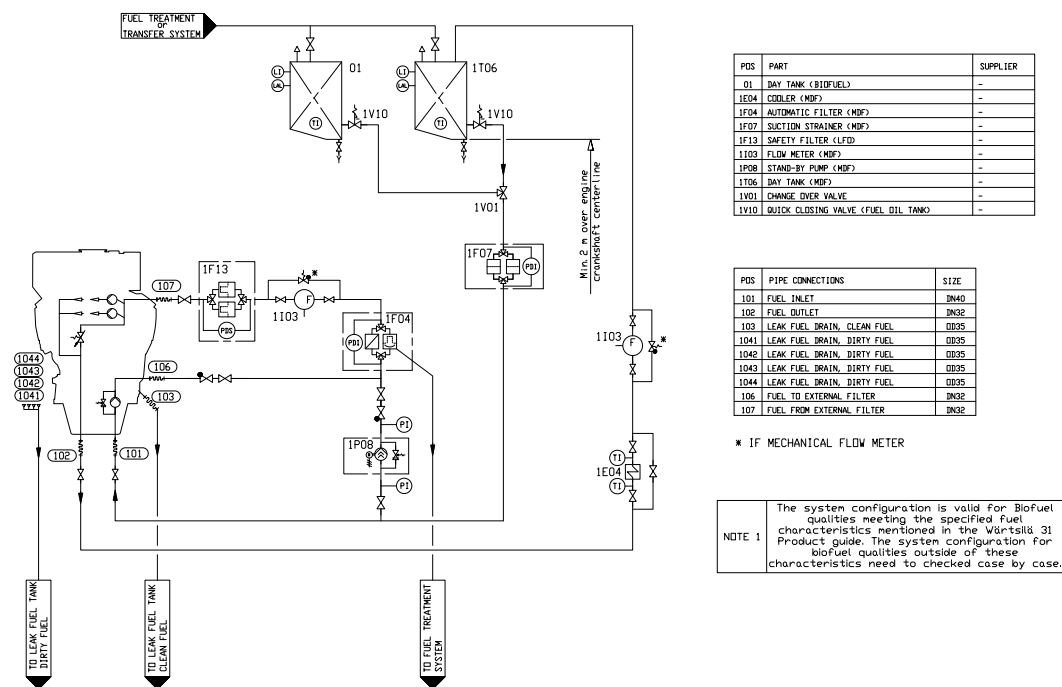 FUEL TREATMENT
or
TRANSFER SYSTEM
LI
LAL
TI
01
1V10
LI
LAL
TI
1T06
1V10
1V01
Min. 2 m over engine
crankshaft centerline
1F07
PDI
1F13
PDS
*
F
1I03
1F04
PDI
107
106
103
1044
1043
1042
1041
102
101
1P08
PI
PI
1I03
F
*
TI
1E04
TI
TO LEAK FUEL TANK
DIRTY FUEL
TO LEAK FUEL TANK
CLEAN FUEL
TO FUEL TREATMENT
SYSTEM
POS PART SUPPLIER
01 DAY TANK (BIOFUEL) -
1E04 COOLER (MDF) -
1F04 AUTOMATIC FILTER (MDF) -
1F07 SUCTION STRAINER (MDF) -
1F13 SAFETY FILTER (LFO) -
1I03 FLOW METER (MDF) -
1P08 STAND-BY PUMP (MDF) -
1T06 DAY TANK (MDF) -
1V01 CHANGE OVER VALVE -
1V10 QUICK CLOSING VALVE (FUEL OIL TANK) -
POS PIPE CONNECTIONS SIZE
101 FUEL INLET DN40
102 FUEL OUTLET DN32
103 LEAK FUEL DRAIN, CLEAN FUEL OD35
1041 LEAK FUEL DRAIN, DIRTY FUEL OD35
1042 LEAK FUEL DRAIN, DIRTY FUEL OD35
1043 LEAK FUEL DRAIN, DIRTY FUEL OD35
1044 LEAK FUEL DRAIN, DIRTY FUEL OD35
106 FUEL TO EXTERNAL FILTER DN32
107 FUEL FROM EXTERNAL FILTER DN32
* IF MECHANICAL FLOW METER
NOTE 1
The system configuration is valid for Biofuel
qualities meeting the specified fuel
characteristics mentioned in the Wärtsilä 31
Product guide. The system configuration for
biofuel qualities outside of these
characteristics need to checked case by case.